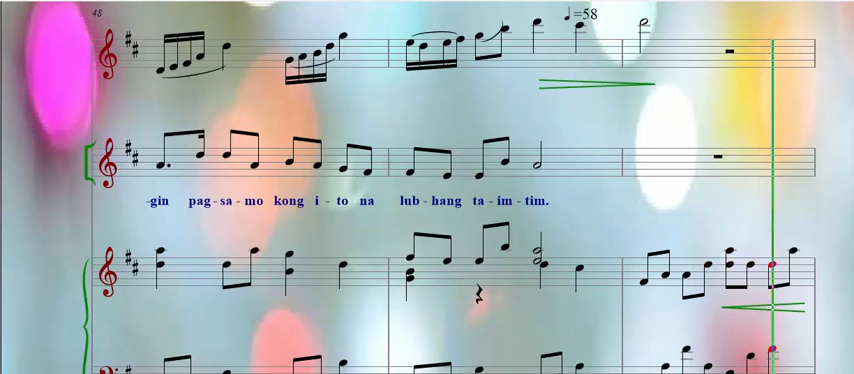 48
♩=58
-gin pag-sa-mo kong i-to na lub-hang ta-im-tim.